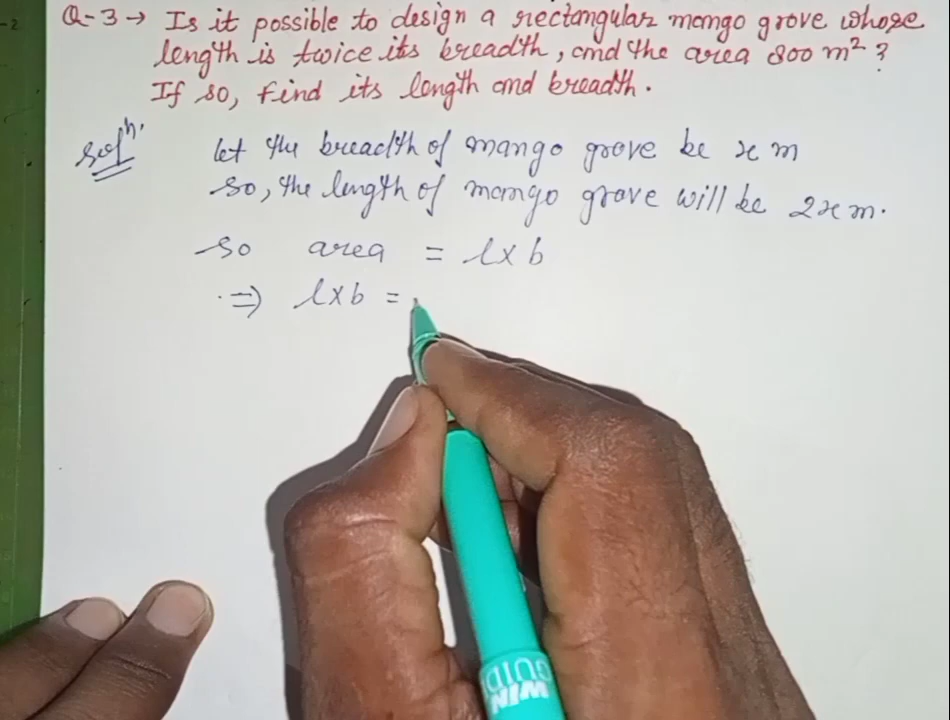 Q-3→ Is it possible to design a rectangular mango grove whose
length is twice its breadth, and the area 800 m² ?
If so, find its length and breadth.
Solⁿ.
let the breadth of mango grove be x m
so, the length of mango grove will be 2x m.
so area = l×b
⇒ l×b =
WIN
GUIDE